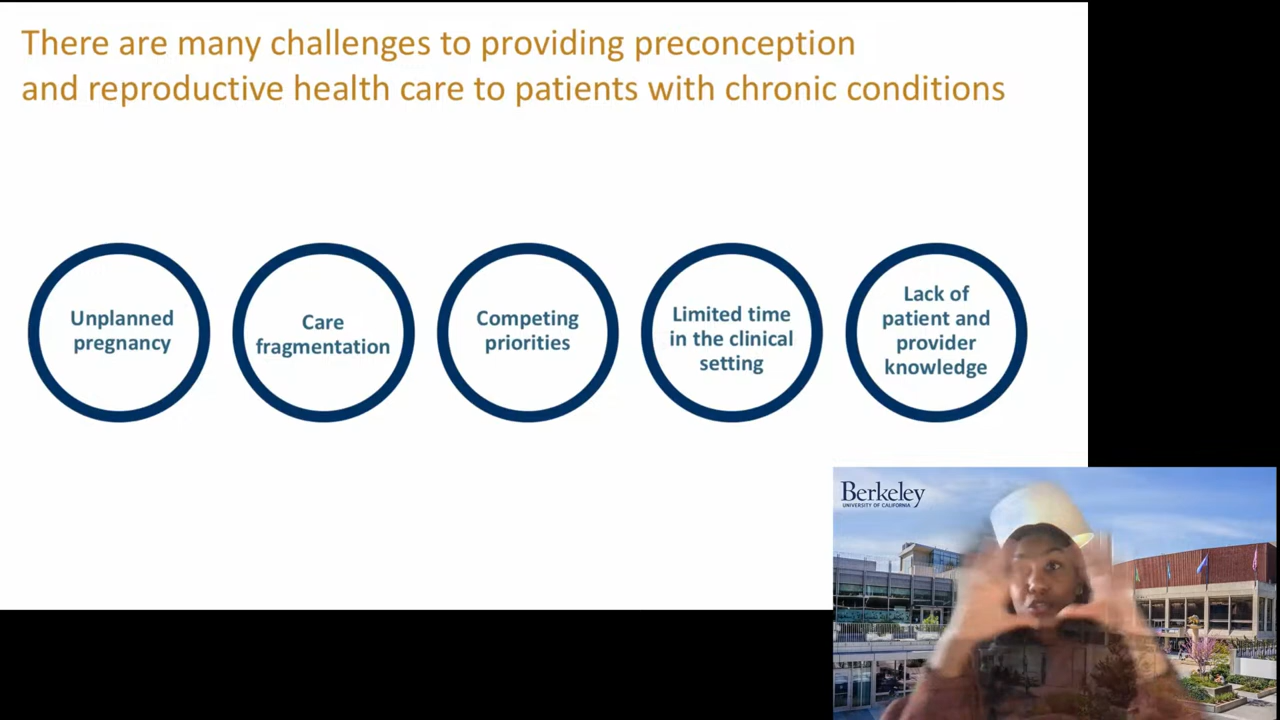 There are many challenges to providing preconception
and reproductive health care to patients with chronic conditions
Unplanned
pregnancy
Care
fragmentation
Competing
priorities
Limited time
in the clinical
setting
Lack of
patient and
provider
knowledge
Berkeley
UNIVERSITY OF CALIFORNIA